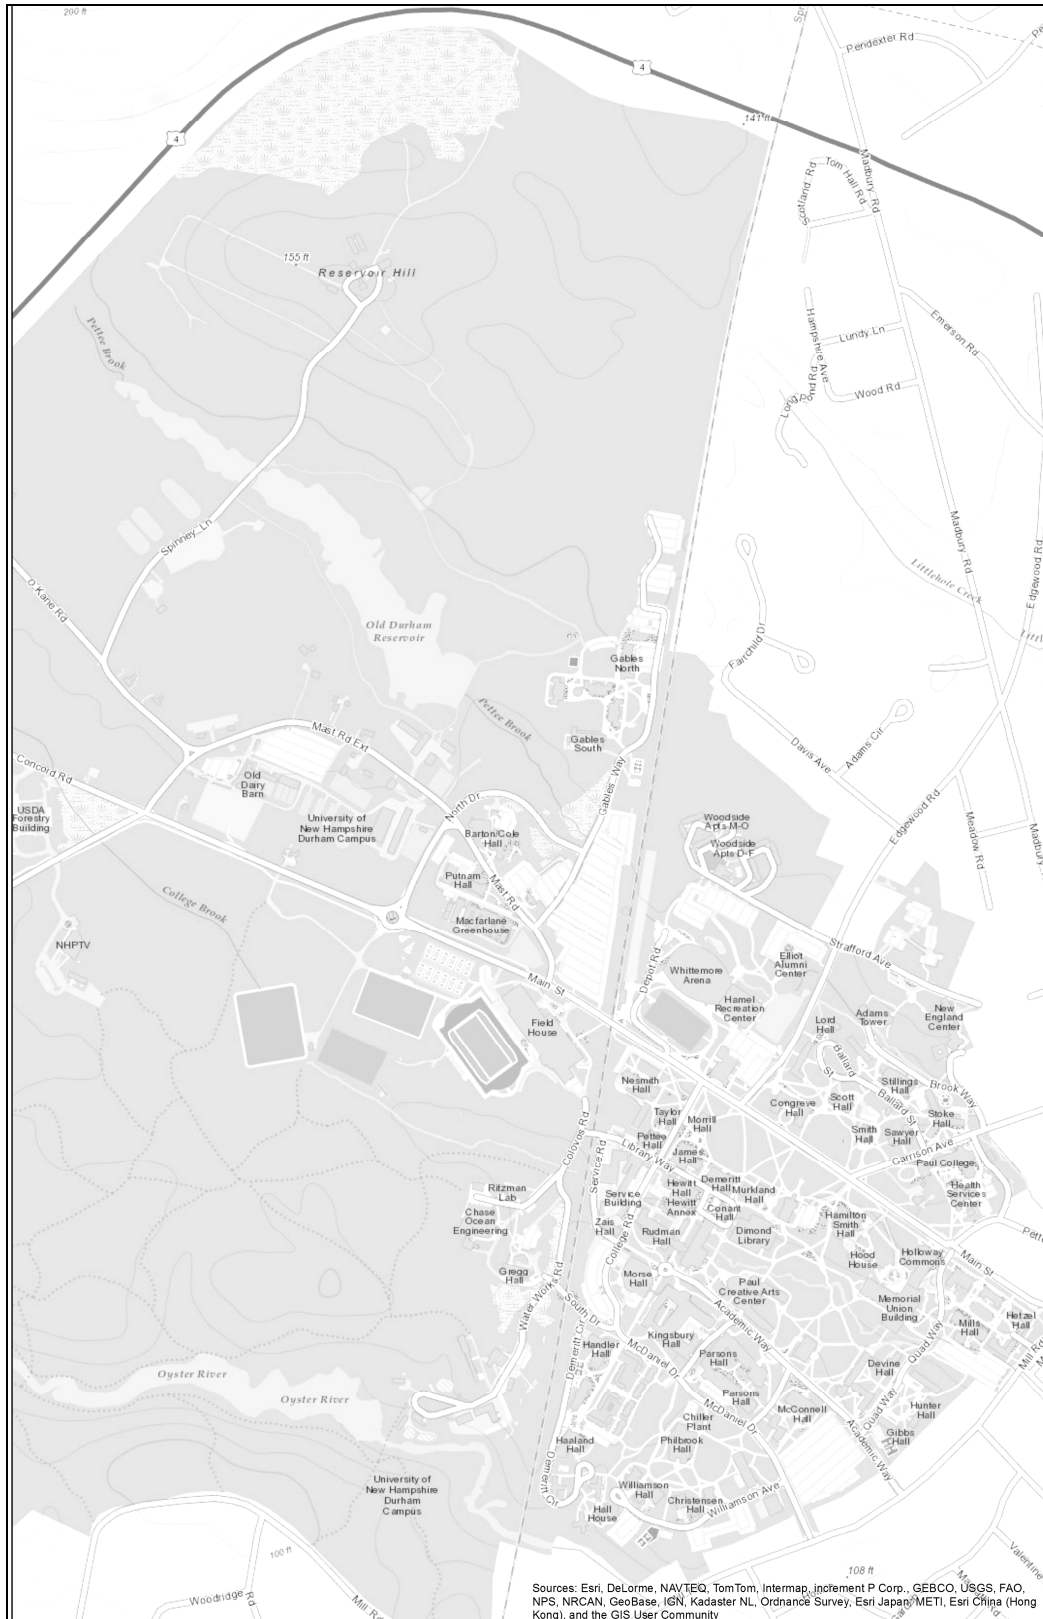 200 ft
Pendexter Rd
4
4
141 ft
Madbury Rd
Scotland Rd
Tom
Hall Rd
155 ft
Reservoir Hill
Pettee Brook
Hampshire Ave
Lundy Ln
Emerson Rd
Wood Rd
Long
Pond Rd
Spinney Ln
Madbury Rd
Littlehole Creek
Edgewood Rd
O Kane Rd
Old Durham
Reservoir
Fairchild Dr
Gables
North
Pettee Brook
Gables
South
Mast Rd Ext
Davis Ave
Adams Cir
Concord Rd
Old
Dairy
Barn
Gables Way
USDA
Forestry
Building
University of
New Hampshire
Durham Campus
North Dr
Barton/Cole
Hall
Woodside
Apts M-O
Woodside
Apts D-F
Edgewood Rd
Meadow Rd
Madbury
Putnam
Hall
Mast Rd
College Brook
Macfarlane
Greenhouse
NHPTV
Main St
Depot Rd
Whittemore
Arena
Elliot
Alumni
Center
Strafford Ave
Hamel
Recreation
Center
Field
House
Lord
Hall
Adams
Tower
New
England
Center
Ballard
St
Nesmith
Hall
Stillings
Hall
Brook Way
Congreve
Hall
Scott
Hall
Ballard St
Stoke
Hall
Taylor
Hall
Morrill
Hall
Smith
Hall
Sawyer
Hall
Colovos Rd
Service Rd
Pettee
Hall
Library Way
James
Hall
Garrison Ave
Paul College
Ritzman
Lab
Service
Building
Hewitt
Hall
Hewitt
Annex
Demeritt
Hall
Murkland
Hall
Conant
Hall
Health
Services
Center
Chase
Ocean
Engineering
Zais
Hall
College Rd
Rudman
Hall
Dimond
Library
Hamilton
Smith
Hall
Hood
House
Holloway
Commons
Main St
Gregg
Hall
Morse
Hall
Paul
Creative Arts
Center
Water Works Rd
South Dr
Academic Way
Memorial
Union
Building
Mills
Hall
Hetzel
Hall
Demeritt Cir
Handler
Hall
Kingsbury
Hall
McDaniel Dr
Parsons
Hall
Quad Way
Mill Rd
Devine
Hall
Oyster River
Oyster River
Parsons
Hall
McDaniel Dr
Chiller
Plant
McConnell
Hall
Quad Way
Hunter
Hall
Gibbs
Hall
Academic Way
Haaland
Hall
Philbrook
Hall
Demeritt Cir
University of
New Hampshire
Durham
Campus
Williamson
Hall
Christensen
Hall
Williamson Ave
Hall
House
100 ft
Woodridge Rd
Mill Rd
108 ft
Valentine
Sources: Esri, DeLorme, NAVTEQ, TomTom, Intermap, increment P Corp., GEBCO, USGS, FAO,
NPS, NRCAN, GeoBase, IGN, Kadaster NL, Ordnance Survey, Esri Japan, METI, Esri China (Hong
Kong), and the GIS User Community